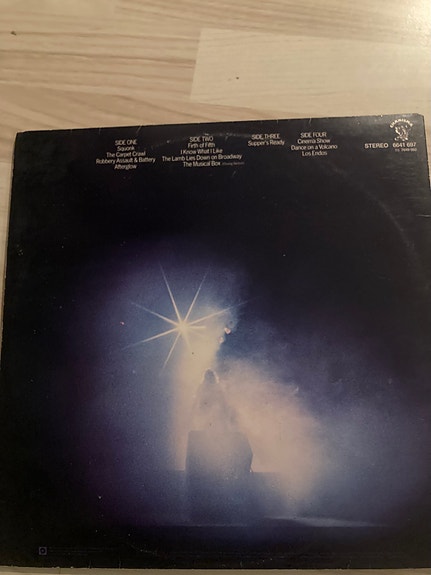 SIDE ONE
Squonk
The Carpet Crawl
Robbery Assault & Battery
Afterglow
SIDE TWO
Firth of Fifth
I Know What I Like
The Lamb Lies Down on Broadway
The Musical Box
SIDE THREE
Supper's Ready
SIDE FOUR
Cinema Show
Dance on a Volcano
Los Endos
STEREO 6641 697